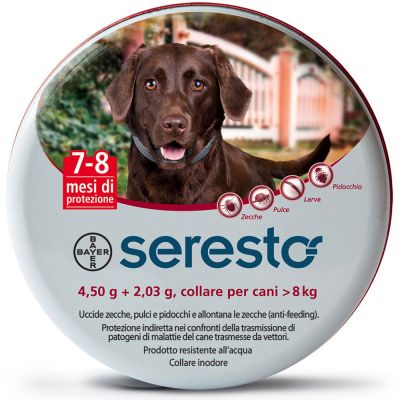 7-8
mesi di
protezione
Zecche
Pulce
Larva
Pidocchio
BAYER
BAYER
seresto
4,50 g + 2,03 g, collare per cani >8 kg
Uccide zecche, pulci e pidocchi e allontana le zecche (anti-feeding).
Protezione indiretta nei confronti della trasmissione di
patogeni di malattie del cane trasmesse da vettori.
Prodotto resistente all'acqua
Collare inodore